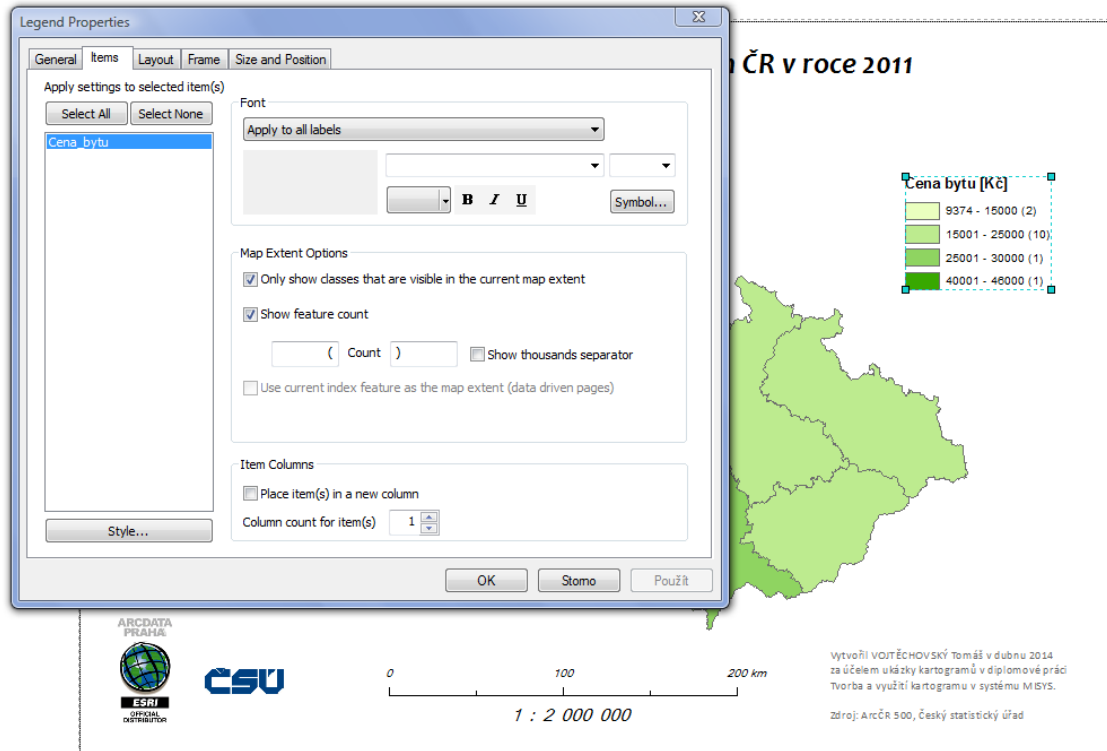 Legend Properties
General Items Layout Frame Size and Position
Apply settings to selected item(s)
Select All Select None
Cena_bytu
Style...
Font
Apply to all labels
B I U
Symbol...
Map Extent Options
Only show classes that are visible in the current map extent
Show feature count
( Count )
Show thousands separator
Use current index feature as the map extent (data driven pages)
Item Columns
Place item(s) in a new column
Column count for item(s) 1
OK Storno Použít
ČR v roce 2011
Cena bytu [Kč]
9374 - 15000 (2)
15001 - 25000 (10)
25001 - 30000 (1)
40001 - 46000 (1)
ARCDATA
PRAHA
ESRI
OFFICIAL
DISTRIBUTOR
ČSÚ
0 100 200 km
1 : 2 000 000
Vytvořil VOJTĚCHOVSKÝ Tomáš v dubnu 2014
za účelem ukázky kartogramů v diplomové práci
Tvorba a využití kartogramu v systému MISYS.
Zdroj: ArcČR 500, Český statistický úřad